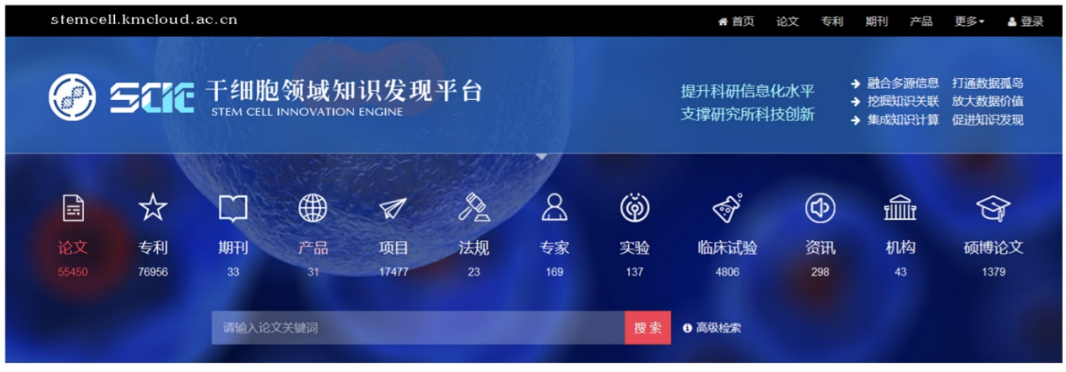 stemcell.kmcloud.ac.cn
首页 论文 专利 期刊 产品 更多 登录
SCIE 干细胞领域知识发现平台
STEM CELL INNOVATION ENGINE
提升科研信息化水平
支撑研究所科技创新
融合多源信息 打通数据孤岛
挖掘知识关联 放大数据价值
集成知识计算 促进知识发现
论文 专利 期刊 产品 项目 法规 专家 实验 临床试验 资讯 机构 硕博论文
55450 76956 33 31 17477 23 169 137 4806 298 43 1379
请输入论文关键词 搜索 高级检索